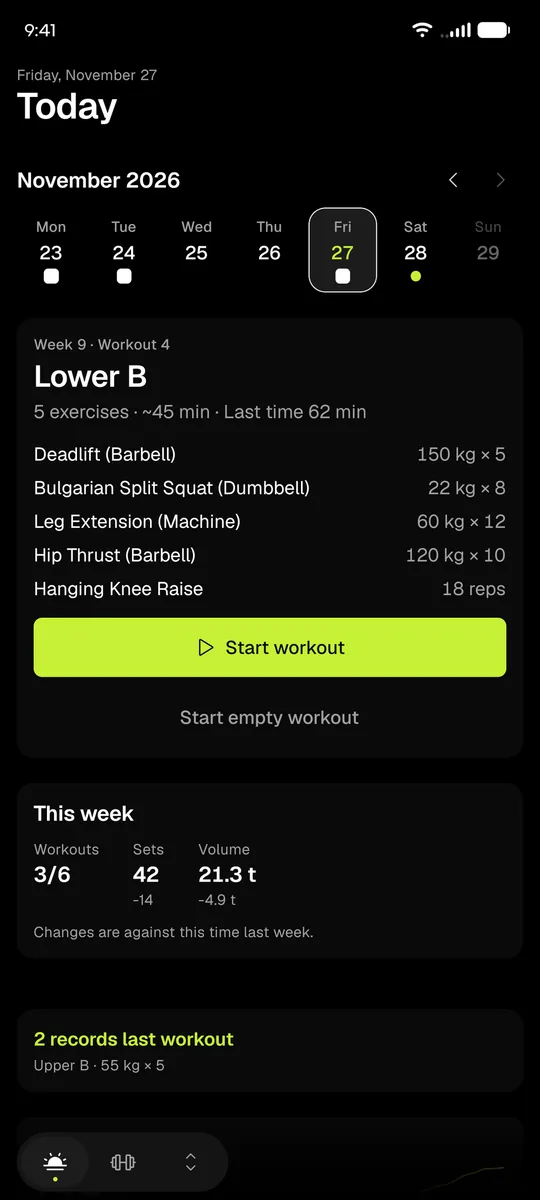 9:41
Friday, November 27
Today
November 2026
Mon Tue Wed Thu Fri Sat Sun
23 24 25 26 27 28 29
Week 9 · Workout 4
Lower B
5 exercises · ~45 min · Last time 62 min
Deadlift (Barbell) 150 kg × 5
Bulgarian Split Squat (Dumbbell) 22 kg × 8
Leg Extension (Machine) 60 kg × 12
Hip Thrust (Barbell) 120 kg × 10
Hanging Knee Raise 18 reps
Start workout
Start empty workout
This week
Workouts Sets Volume
3/6 42 21.3 t
-14 -4.9 t
Changes are against this time last week.
2 records last workout
Upper B · 55 kg × 5